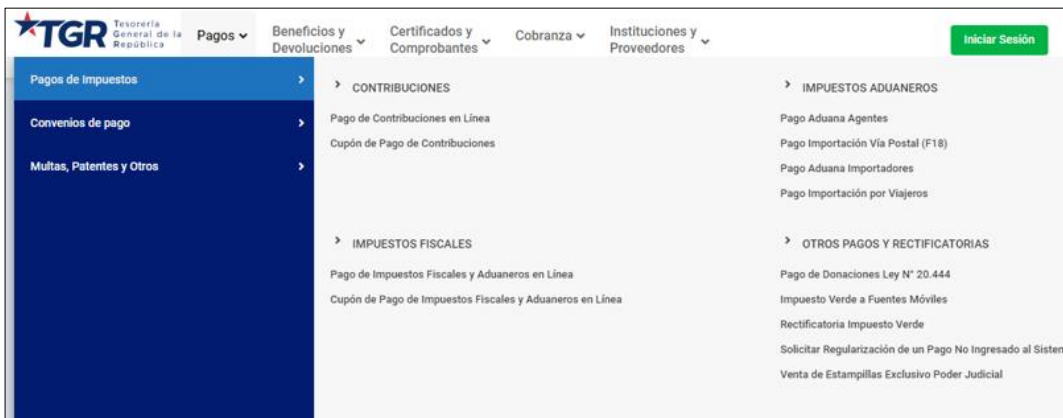 TGR
Tesorería
General de la
República
Pagos
Beneficios y
Devoluciones
Certificados y
Comprobantes
Cobranza
Instituciones y
Proveedores
Iniciar Sesión
Pagos de Impuestos
Convenios de pago
Multas, Patentes y Otros
CONTRIBUCIONES
Pago de Contribuciones en Línea
Cupón de Pago de Contribuciones
IMPUESTOS ADUANEROS
Pago Aduana Agentes
Pago Importación Vía Postal (F18)
Pago Aduana Importadores
Pago Importación por Viajeros
IMPUESTOS FISCALES
Pago de Impuestos Fiscales y Aduaneros en Línea
Cupón de Pago de Impuestos Fiscales y Aduaneros en Línea
OTROS PAGOS Y RECTIFICATORIAS
Pago de Donaciones Ley N° 20.444
Impuesto Verde a Fuentes Móviles
Rectificatoria Impuesto Verde
Solicitar Regularización de un Pago No Ingresado al Sistem
Venta de Estampillas Exclusivo Poder Judicial